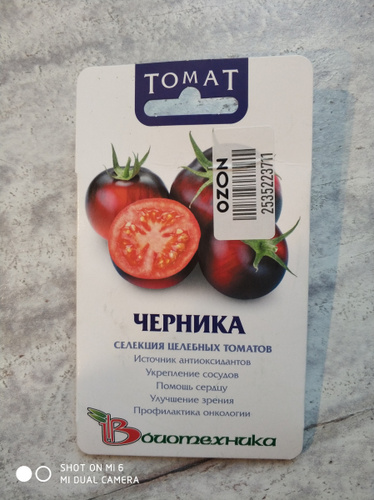 ТОМАТ
OZON
2535223711
ЧЕРНИКА
СЕЛЕКЦИЯ ЦЕЛЕБНЫХ ТОМАТОВ
Источник антиоксидантов
Укрепление сосудов
Помощь сердцу
Улучшение зрения
Профилактика онкологии
Биотехника
SHOT ON MI 6
MI DUAL CAMERA